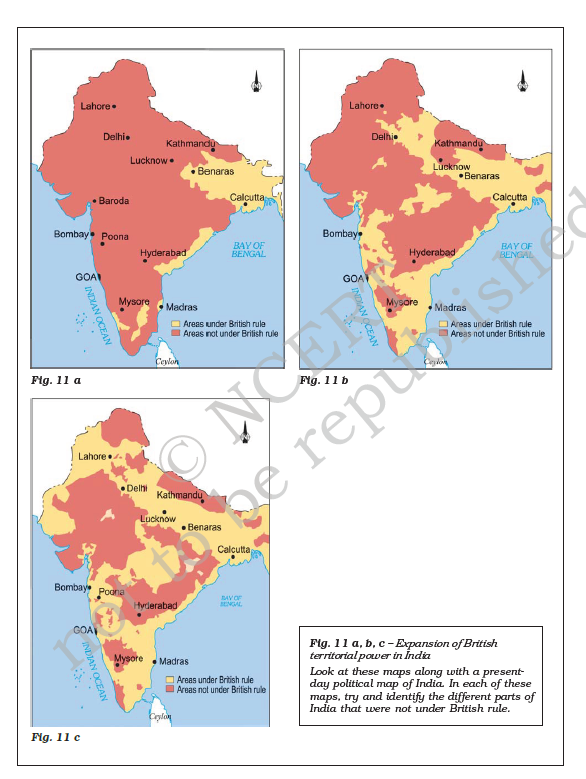 N
Lahore
Delhi
Kathmandu
Lucknow
Benaras
Calcutta
Baroda
Bombay
Poona
BAY OF
BENGAL
Hyderabad
GOA
INDIAN OCEAN
Mysore
Madras
Areas under British rule
Areas not under British rule
Ceylon
Fig. 11 a
N
Lahore
Delhi
Kathmandu
Lucknow
Benaras
Calcutta
Bombay
BAY OF
BENGAL
Hyderabad
GOA
INDIAN OCEAN
Mysore
Madras
Areas under British rule
Areas not under British rule
Ceylon
Fig. 11 b
N
Lahore
Delhi
Kathmandu
Lucknow
Benaras
Calcutta
Bombay
Poona
BAY OF
BENGAL
Hyderabad
GOA
INDIAN OCEAN
Mysore
Madras
Areas under British rule
Areas not under British rule
Ceylon
Fig. 11 c
Fig. 11 a, b, c – Expansion of British
territorial power in India
Look at these maps along with a present-
day political map of India. In each of these
maps, try and identify the different parts of
India that were not under British rule.
© NCERT
not to be republished